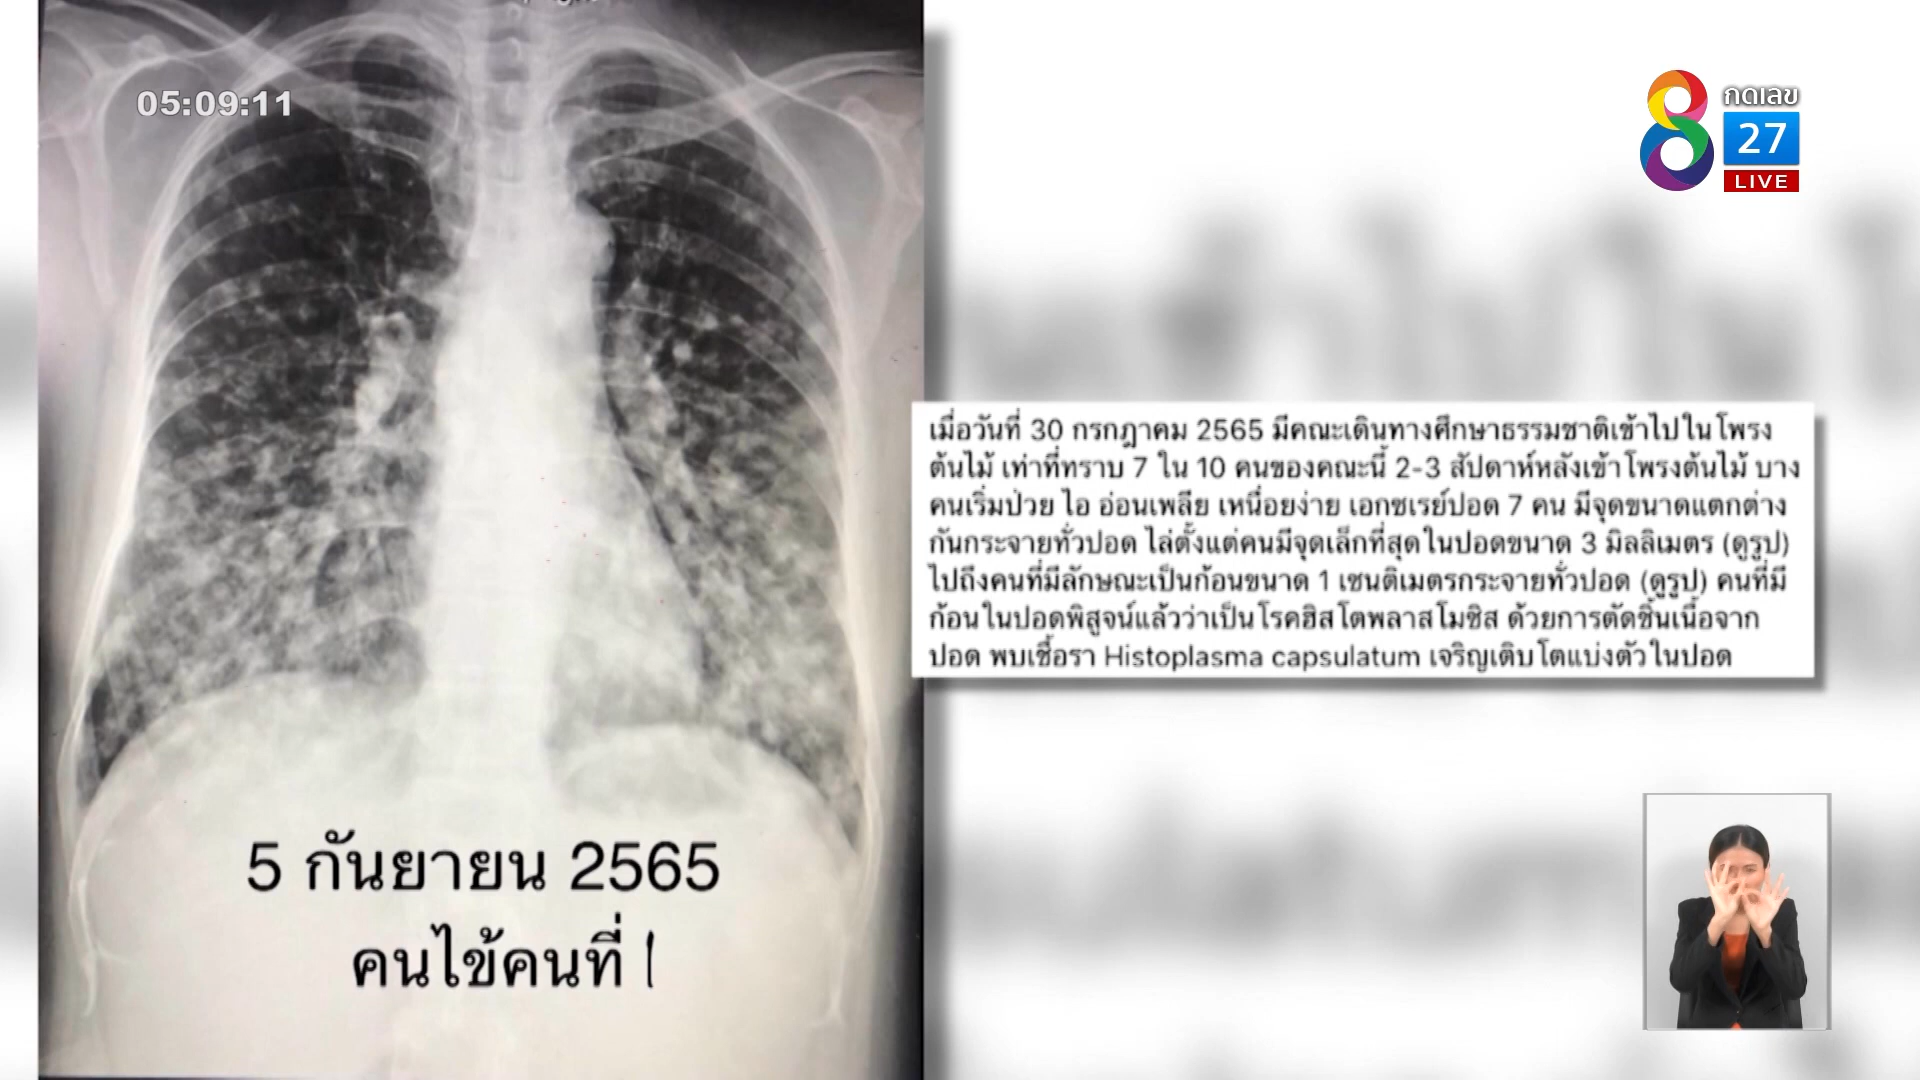 05:09:11
กดเลข
27
LIVE
เมื่อวันที่ 30 กรกฎาคม 2565 มีคณะเดินทางศึกษาธรรมชาติเข้าไปในโพรง
ต้นไม้ เท่าที่ทราบ 7 ใน 10 คนของคณะนี้ 2-3 สัปดาห์หลังเข้าโพรงต้นไม้ บาง
คนเริ่มป่วย ไอ อ่อนเพลีย เหนื่อยง่าย เอกซเรย์ปอด 7 คน มีจุดขนาดแตกต่าง
กันกระจายทั่วปอด ไล่ตั้งแต่คนมีจุดเล็กที่สุดในปอดขนาด 3 มิลลิเมตร (ดูรูป)
ไปถึงคนที่มีลักษณะเป็นก้อนขนาด 1 เซนติเมตรกระจายทั่วปอด (ดูรูป) คนที่มี
ก้อนในปอดพิสูจน์แล้วว่าเป็นโรคฮิสโตพลาสโมซิส ด้วยการตัดชิ้นเนื้อจาก
ปอด พบเชื้อรา Histoplasma capsulatum เจริญเติบโตแบ่งตัวในปอด
5 กันยายน 2565
คนไข้คนที่ 1